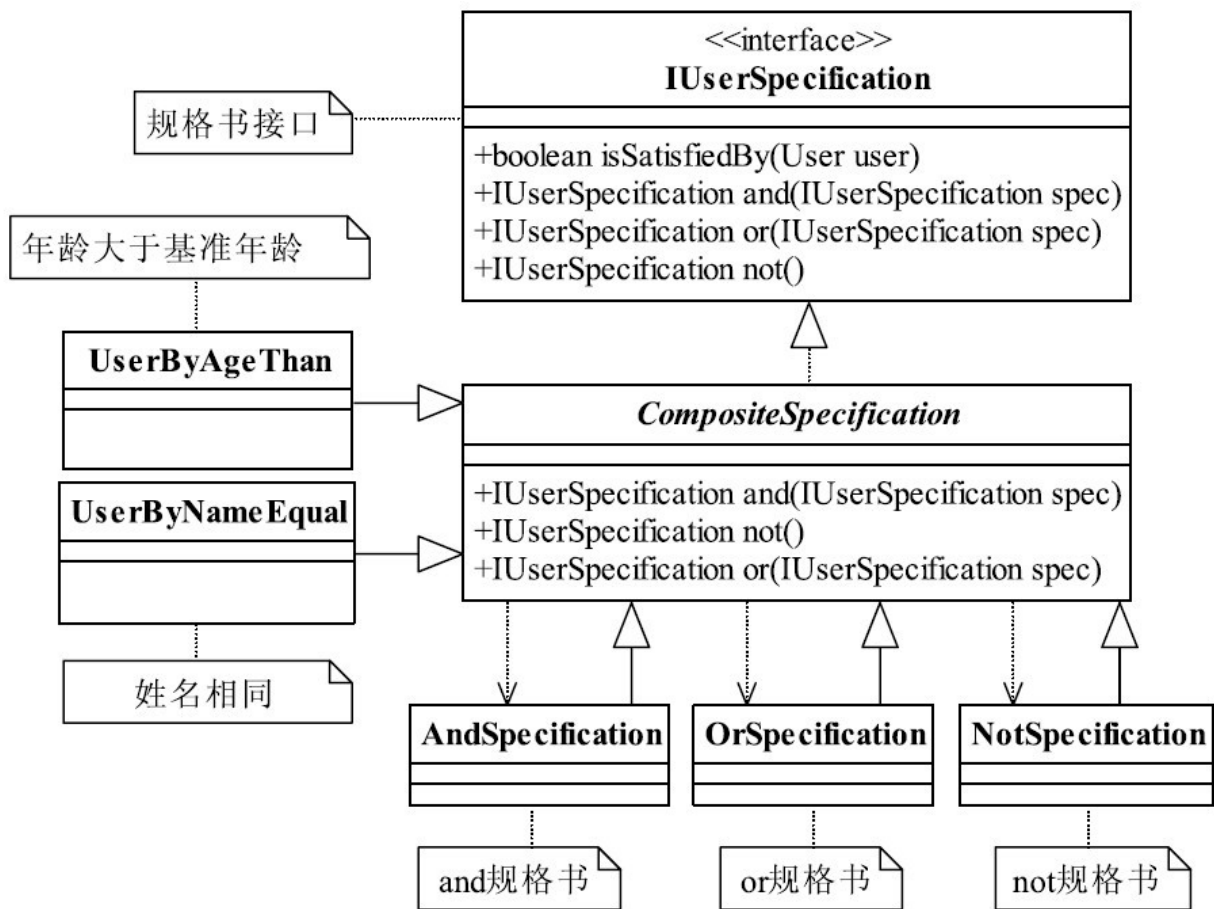 <<interface>>
IUserSpecification
规格书接口
+boolean isSatisfiedBy(User user)
+IUserSpecification and(IUserSpecification spec)
+IUserSpecification or(IUserSpecification spec)
+IUserSpecification not()
年龄大于基准年龄
UserByAgeThan
CompositeSpecification
+IUserSpecification and(IUserSpecification spec)
+IUserSpecification not()
+IUserSpecification or(IUserSpecification spec)
UserByNameEqual
姓名相同
AndSpecification
OrSpecification
NotSpecification
and规格书
or规格书
not规格书